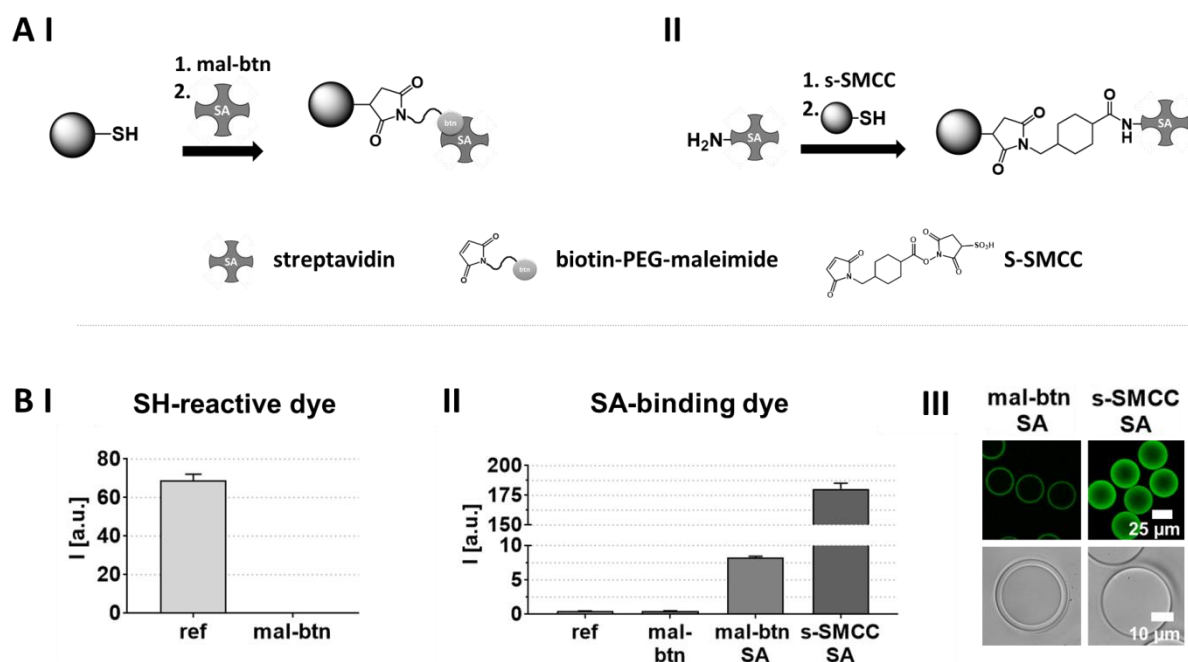 A I
II
1. mal-btn
2.
SA
SH
O
N
O
btn
SA
1. s-SMCC
2.
SH
H₂N
SA
O
N
O
O
N
H
SA
SA
streptavidin
O
N
O
btn
biotin-PEG-maleimide
O
N
O
O
O
N
O
O
SO₃H
S-SMCC
B I
SH-reactive dye
II
SA-binding dye
III
mal-btn
SA
s-SMCC
SA
I [a.u.]
80
60
40
20
0
ref
mal-btn
I [a.u.]
200
175
150
10
5
0
ref
mal-
btn
mal-btn
SA
s-SMCC
SA
25 µm
10 µm